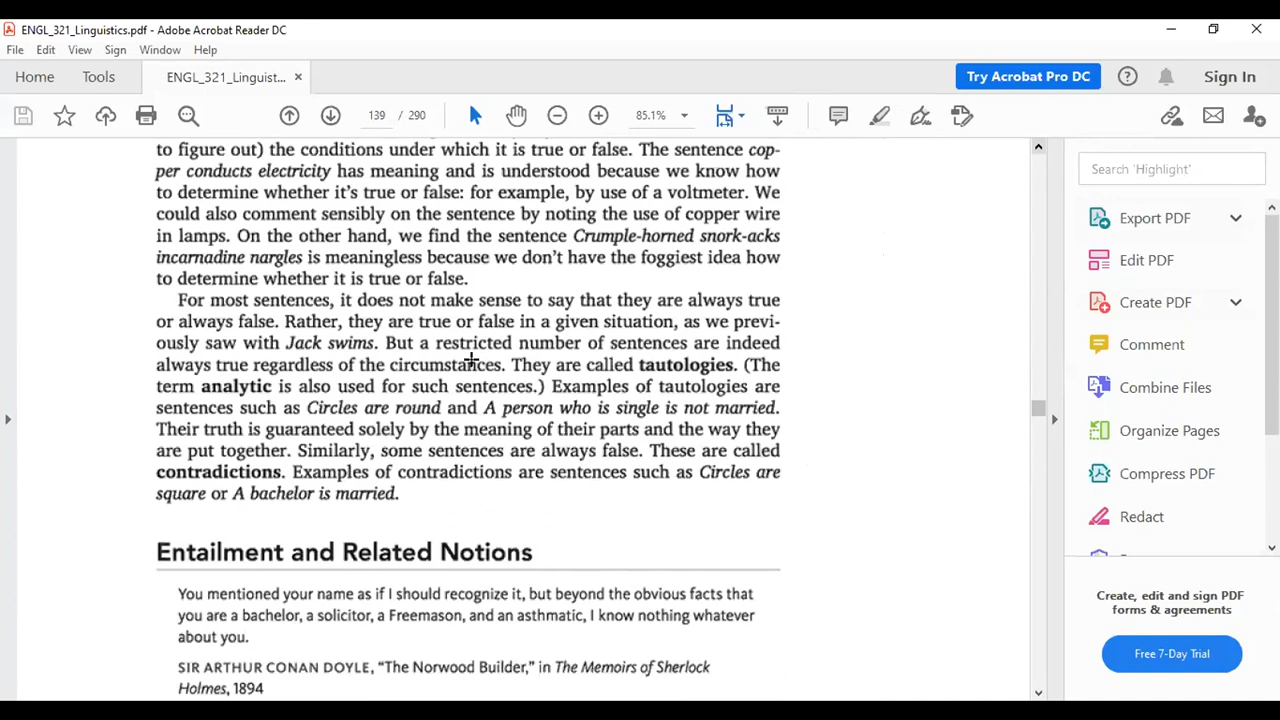 ENGL_321_Linguistics.pdf - Adobe Acrobat Reader DC
File Edit View Sign Window Help
Home Tools ENGL_321_Linguist... × Try Acrobat Pro DC Sign In
139 / 290 85.1%
to figure out) the conditions under which it is true or false. The sentence cop-
per conducts electricity has meaning and is understood because we know how
to determine whether it's true or false: for example, by use of a voltmeter. We
could also comment sensibly on the sentence by noting the use of copper wire
in lamps. On the other hand, we find the sentence Crumple-horned snork-acks
incarnadine nargles is meaningless because we don't have the foggiest idea how
to determine whether it is true or false.
For most sentences, it does not make sense to say that they are always true
or always false. Rather, they are true or false in a given situation, as we previ-
ously saw with Jack swims. But a restricted number of sentences are indeed
always true regardless of the circumstances. They are called tautologies. (The
term analytic is also used for such sentences.) Examples of tautologies are
sentences such as Circles are round and A person who is single is not married.
Their truth is guaranteed solely by the meaning of their parts and the way they
are put together. Similarly, some sentences are always false. These are called
contradictions. Examples of contradictions are sentences such as Circles are
square or A bachelor is married.
Entailment and Related Notions
You mentioned your name as if I should recognize it, but beyond the obvious facts that
you are a bachelor, a solicitor, a Freemason, and an asthmatic, I know nothing whatever
about you.
SIR ARTHUR CONAN DOYLE, "The Norwood Builder," in The Memoirs of Sherlock
Holmes, 1894
Search 'Highlight'
Export PDF
Edit PDF
Create PDF
Comment
Combine Files
Organize Pages
Compress PDF
Redact
Create, edit and sign PDF
forms & agreements
Free 7-Day Trial